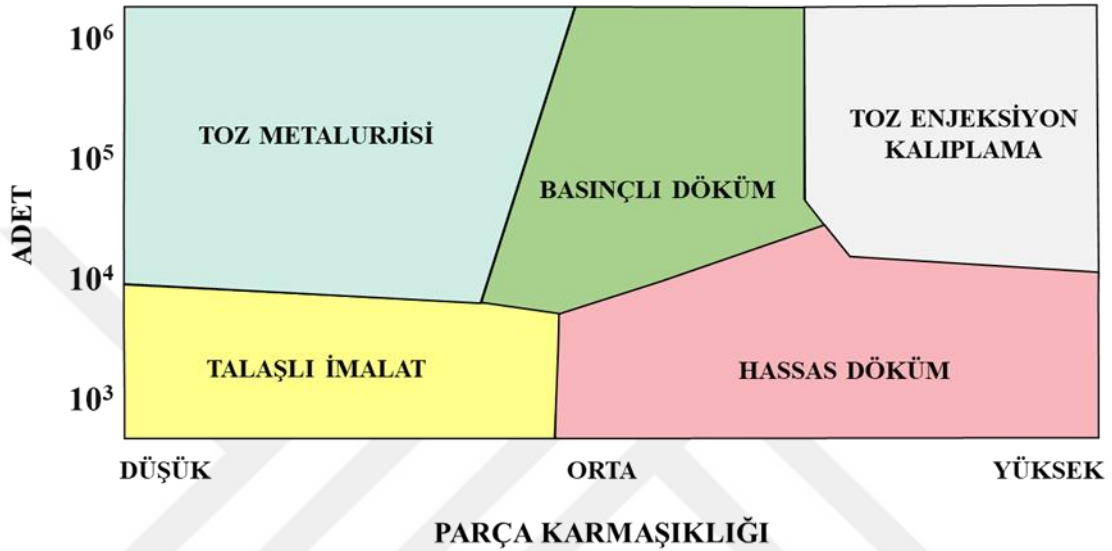 10⁶
TOZ METALURJİSİ
TOZ ENJEKSİYON
KALIPLAMA
10⁵
BASINÇLI DÖKÜM
ADET
10⁴
TALAŞLI İMALAT
HASSAS DÖKÜM
10³
DÜŞÜK
ORTA
YÜKSEK
PARÇA KARMAŞIKLIĞI